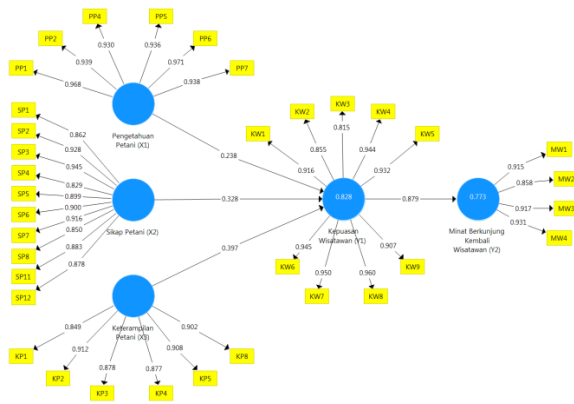 PP4
PP5
PP2
PP6
PP1
PP7
0.930
0.936
0.939
0.971
0.968
0.938
Pengetahuan
Petani (X1)
SP1
SP2
SP3
SP4
SP5
SP6
SP7
SP8
SP11
SP12
0.862
0.928
0.945
0.829
0.899
0.900
0.916
0.850
0.883
0.878
Sikap Petani (X2)
0.238
0.328
0.397
KW3
KW2
KW4
KW1
KW5
0.815
0.855
0.944
0.916
0.932
0.828
Kepuasan
Wisatawan (Y1)
0.945
0.907
0.950
0.960
KW6
KW9
KW7
KW8
0.879
0.773
Minat Berkunjung
Kembali
Wisatawan (Y2)
0.915
0.858
0.917
0.931
MW1
MW2
MW3
MW4
Keterampilan
Petani (X3)
0.849
0.902
0.912
0.908
0.878
0.877
KP1
KP8
KP2
KP5
KP3
KP4